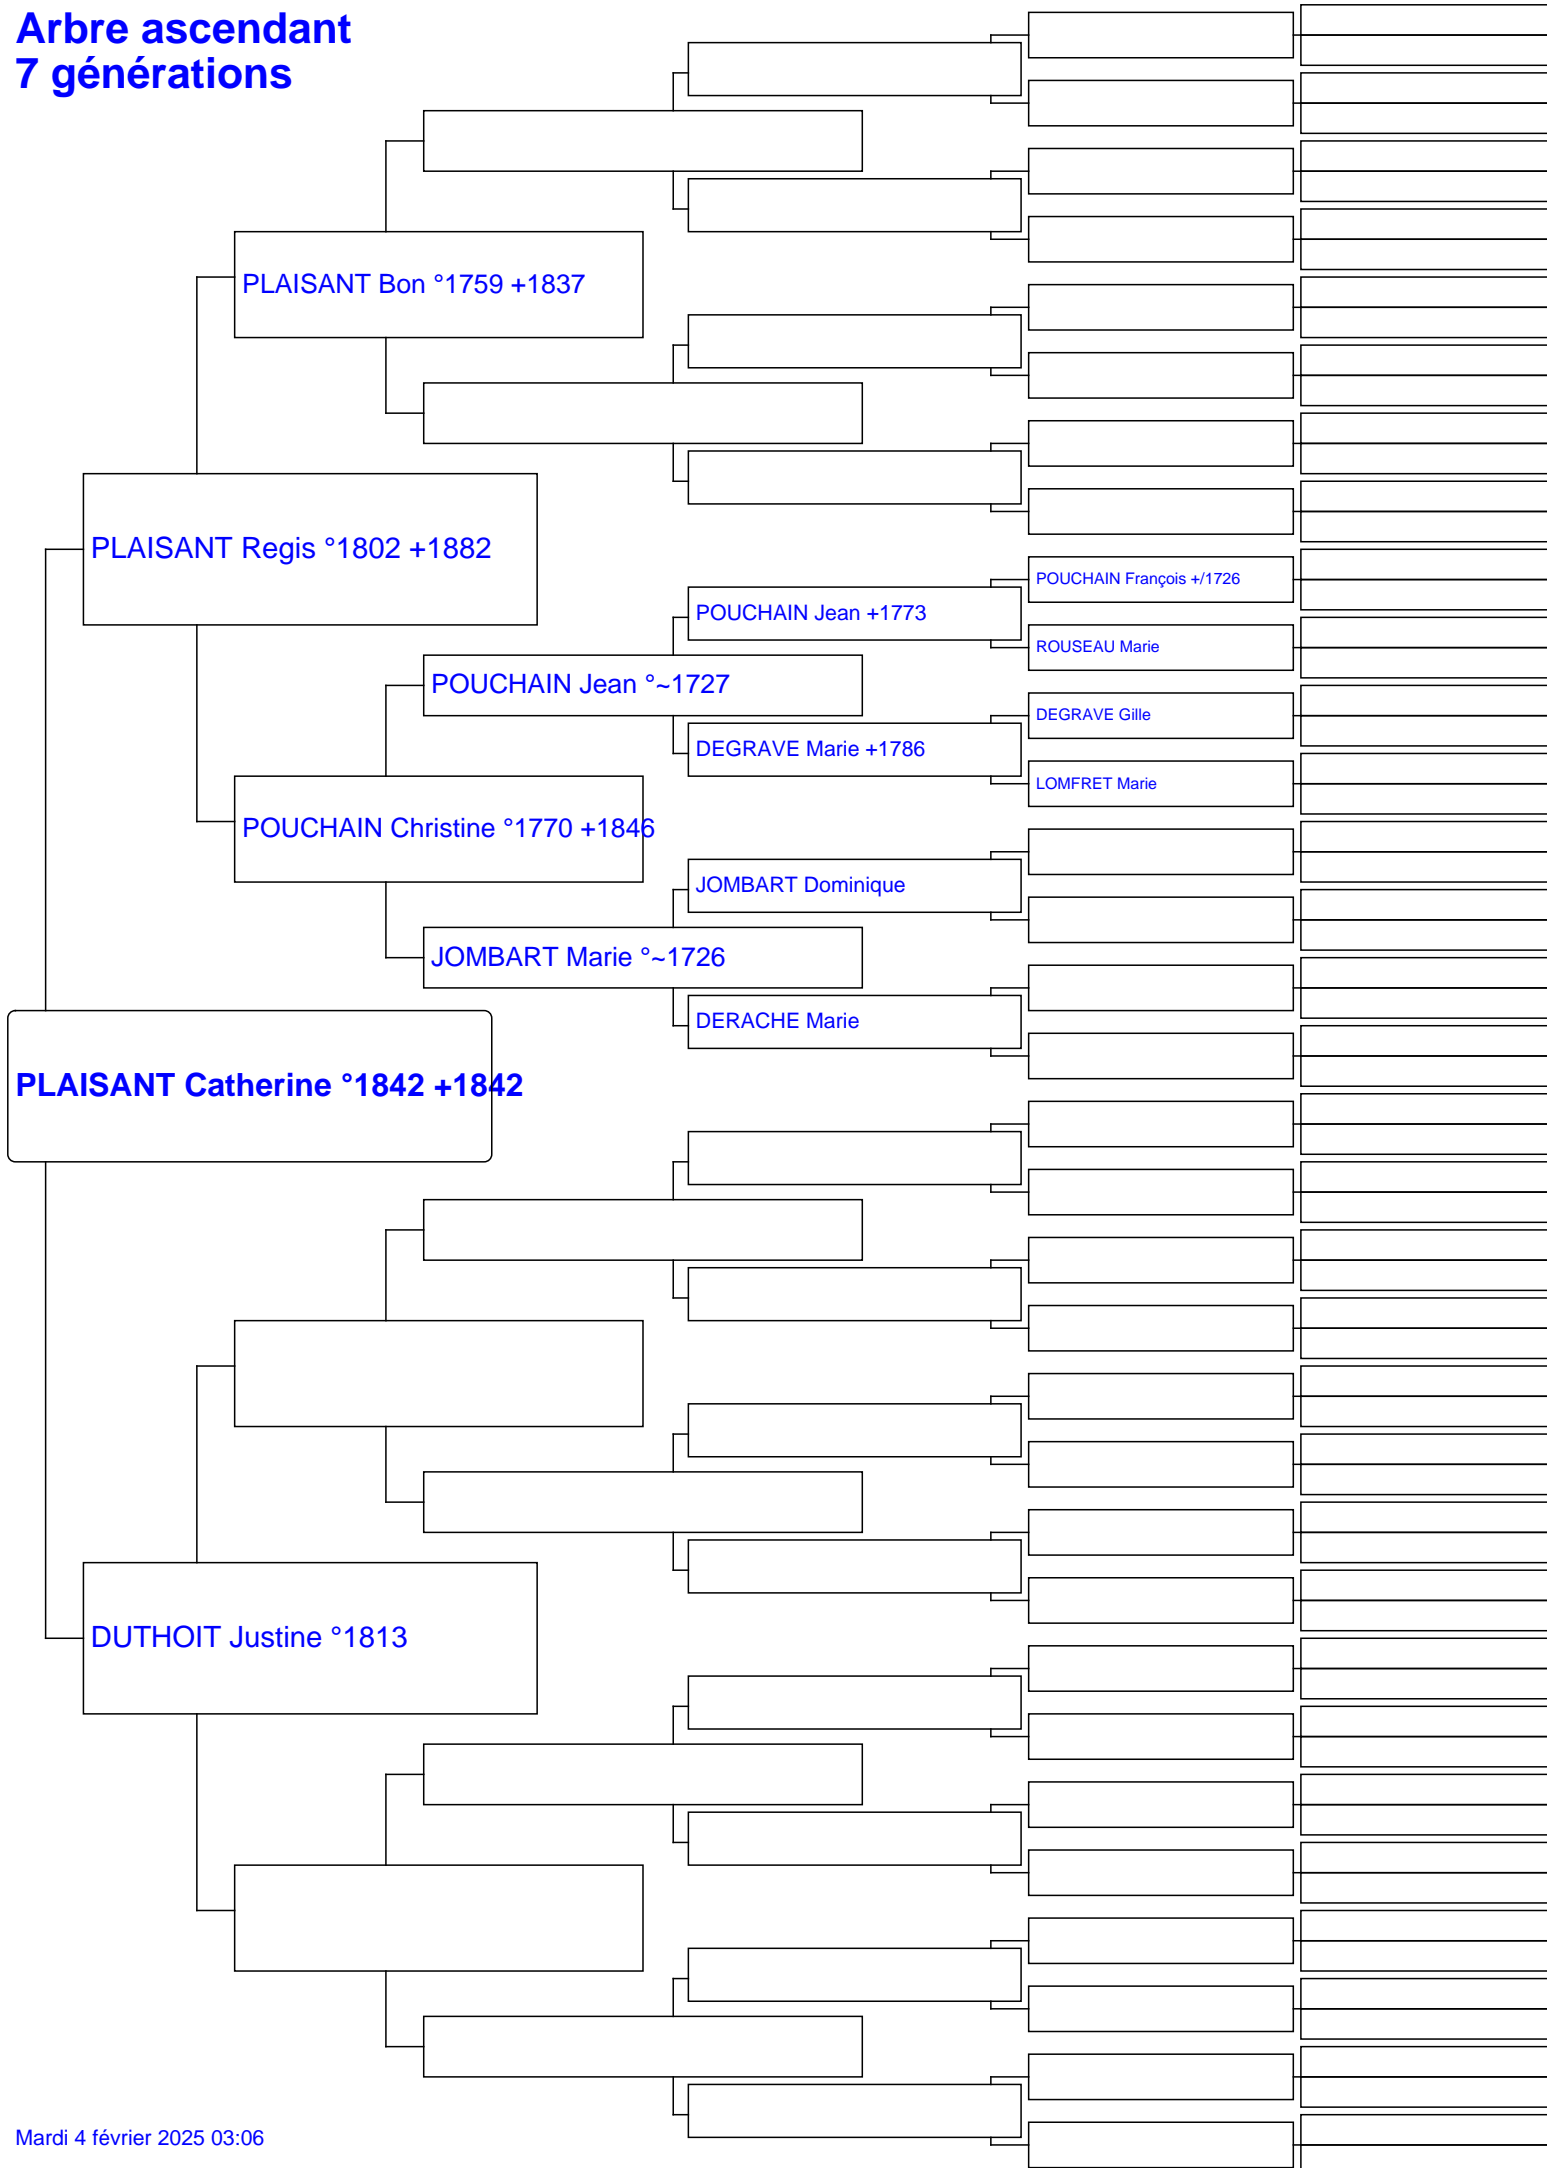 Arbre ascendant
7 générations
PLAISANT Bon °1759 +1837
PLAISANT Regis °1802 +1882
POUCHAIN François +/1726
POUCHAIN Jean +1773
ROUSEAU Marie
POUCHAIN Jean °~1727
DEGRAVE Gille
DEGRAVE Marie +1786
LOMFRET Marie
POUCHAIN Christine °1770 +1846
JOMBART Dominique
JOMBART Marie °~1726
DERACHE Marie
PLAISANT Catherine °1842 +1842
DUTHOIT Justine °1813
Mardi 4 février 2025 03:06